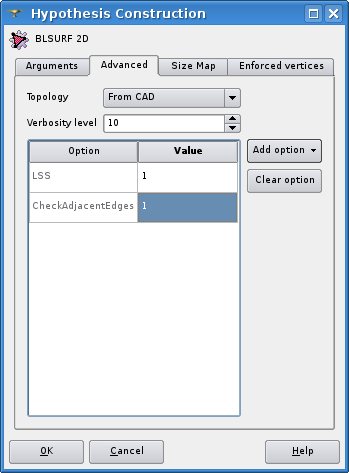 Hypothesis Construction
BLSURF 2D
Arguments Advanced Size Map Enforced vertices
Topology From CAD
Verbosity level 10
Option Value Add option
LSS 1
Clear option
CheckAdjacentEdges 1
OK Cancel Help